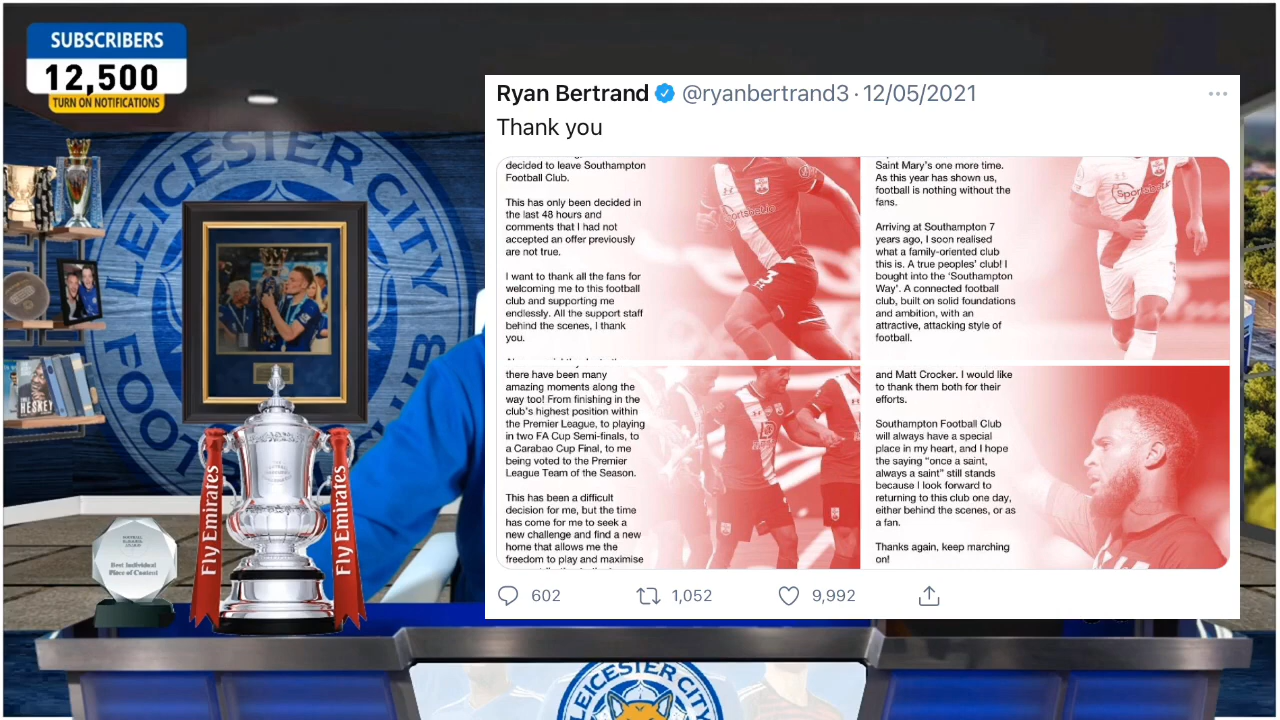 SUBSCRIBERS
12,500
TURN ON NOTIFICATIONS
Ryan Bertrand @ryanbertrand3 · 12/05/2021
Thank you
decided to leave Southampton
Football Club.
This has only been decided in
the last 48 hours and
comments that I had not
accepted an offer previously
are not true.
I want to thank all the fans for
welcoming me to this football
club and supporting me
endlessly. All the support staff
behind the scenes, I thank
you.
Saint Mary's one more time.
As this year has shown us,
football is nothing without the
fans.
Arriving at Southampton 7
years ago, I soon realised
what a family-oriented club
this is. A true peoples' club! I
bought into the 'Southampton
Way'. A connected football
club, built on solid foundations
and ambition, with an
attractive, attacking style of
football.
there have been many
amazing moments along the
way too! From finishing in the
club's highest position within
the Premier League, to playing
in two FA Cup Semi-finals, to
a Carabao Cup Final, to me
being voted to the Premier
League Team of the Season.
This has been a difficult
decision for me, but the time
has come for me to seek a
new challenge and find a new
home that allows me the
freedom to play and maximise
and Matt Crocker. I would like
to thank them both for their
efforts.
Southampton Football Club
will always have a special
place in my heart, and I hope
the saying "once a saint,
always a saint" still stands
because I look forward to
returning to this club one day,
either behind the scenes, or as
a fan.
Thanks again, keep marching
on!
602
1,052
9,992
LEICESTER CITY
FOOT
HESKEY
Fly Emirates
Fly Emirates
Best Individual
Piece of Content
LEICESTER CITY